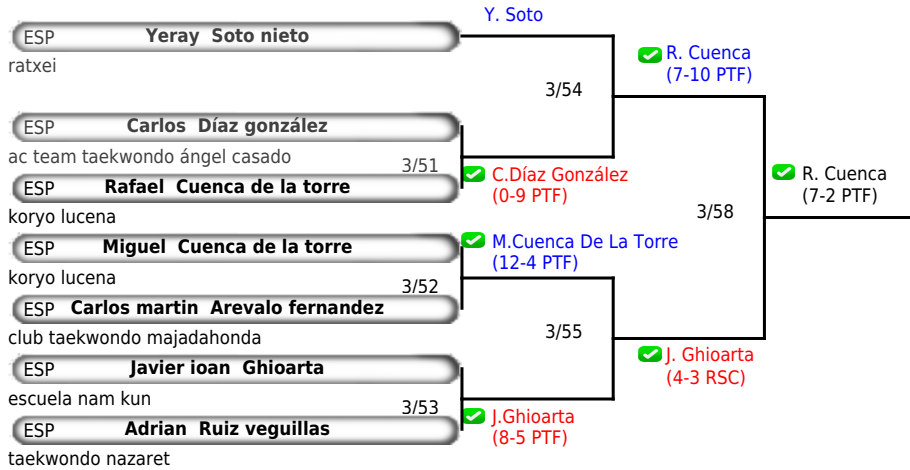 Y. Soto
ESP Yeray Soto nieto
ratxei
R. Cuenca
(7-10 PTF)
3/54
ESP Carlos Díaz gonzález
ac team taekwondo ángel casado
3/51
C.Díaz González
(0-9 PTF)
R. Cuenca
(7-2 PTF)
ESP Rafael Cuenca de la torre
koryo lucena
3/58
ESP Miguel Cuenca de la torre
koryo lucena
M.Cuenca De La Torre
(12-4 PTF)
3/52
ESP Carlos martin Arevalo fernandez
club taekwondo majadahonda
3/55
ESP Javier ioan Ghioarta
escuela nam kun
J. Ghioarta
(4-3 RSC)
3/53
J.Ghioarta
(8-5 PTF)
ESP Adrian Ruiz veguillas
taekwondo nazaret